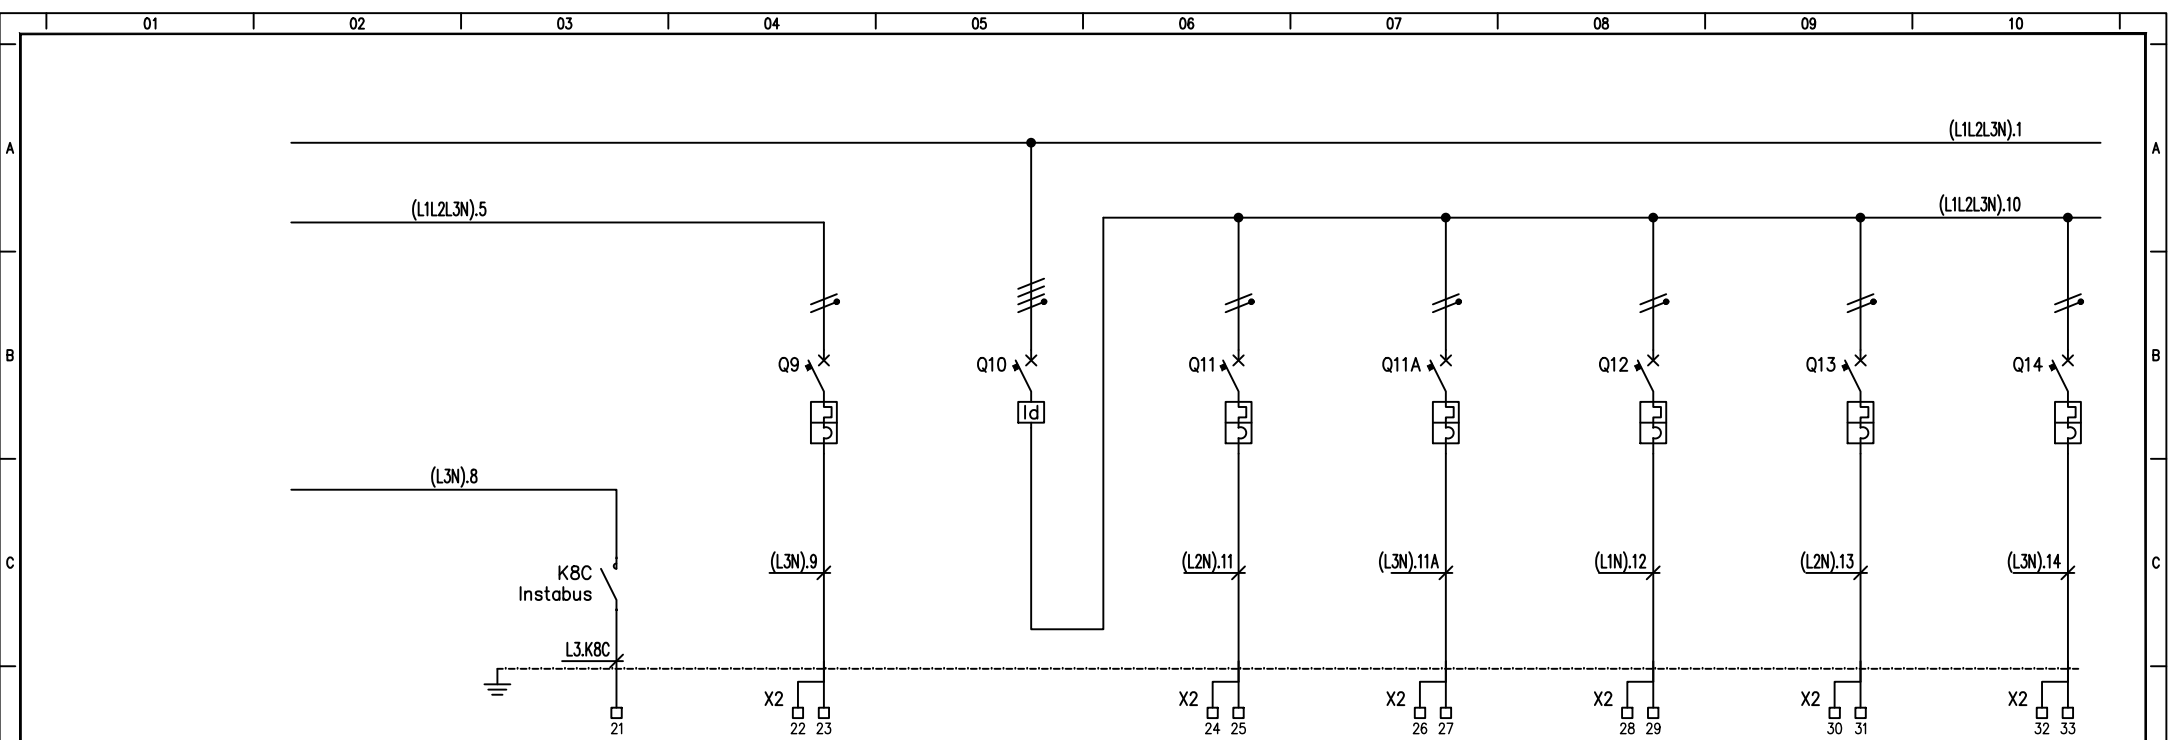 01 02 03 04 05 06 07 08 09 10
(L1L2L3N).1
A A
(L1L2L3N).5 (L1L2L3N).10
B B
Q9 Q10 Q11 Q11A Q12 Q13 Q14
Id
(L3N).8
C C
(L3N).9 (L2N).11 (L3N).11A (L1N).12 (L2N).13 (L3N).14
K8C
Instabus
L3.K8C
X2 X2 X2 X2 X2 X2
21 22 23 24 25 26 27 28 29 30 31 32 33